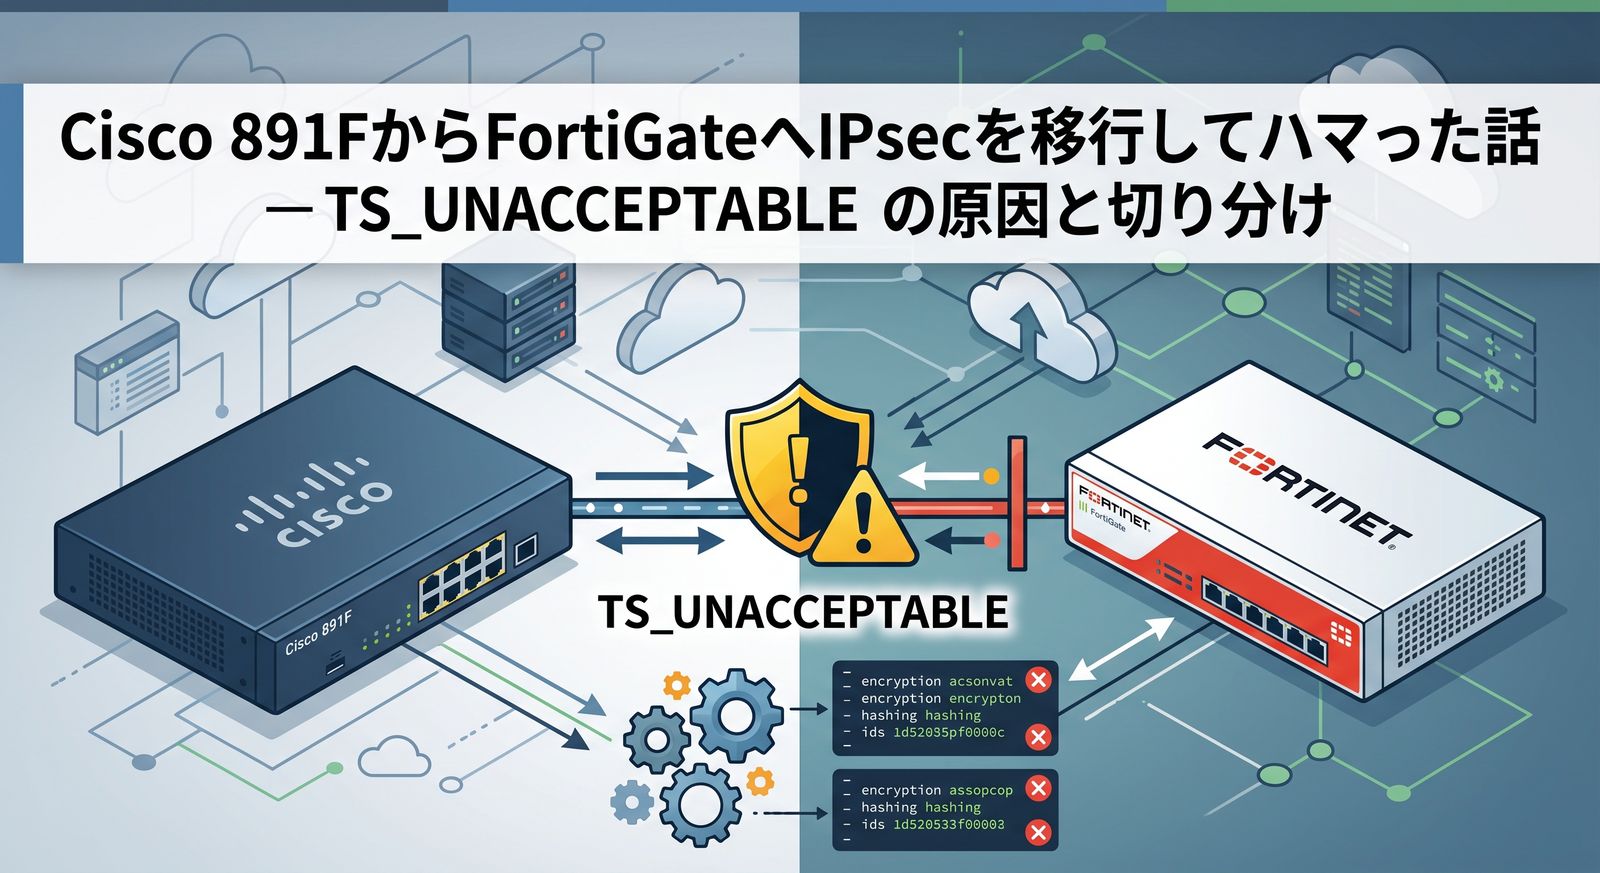 Cisco 891FからFortiGateへIPsecを移行してハマった話
— TS_UNACCEPTABLE の原因と切り分け
CISCO
Cisco 891F
FORTINET
FORTINET
FortiGate
TS_UNACCEPTABLE
encryption acsonvat
encryption encrypton
hashing hashing
ids 1d52035pf0000c
encryption assopcop
hashing hashing
ids 1d520533f00003